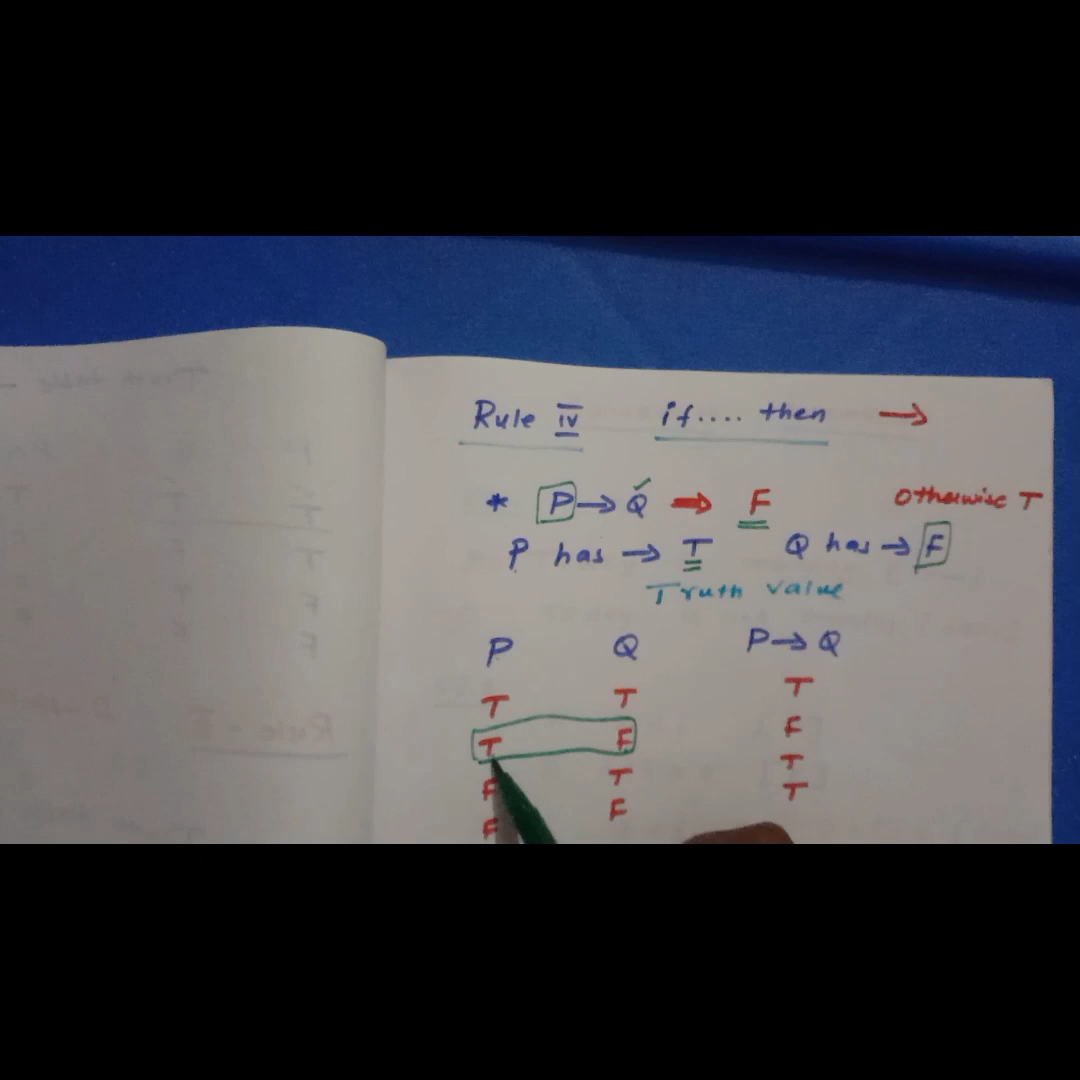 Rule IV if.... then →
* P → Q → F Otherwise T
P has → T Q has → F
Truth value
P Q P → Q
T T T
T F F
F T T
F F T